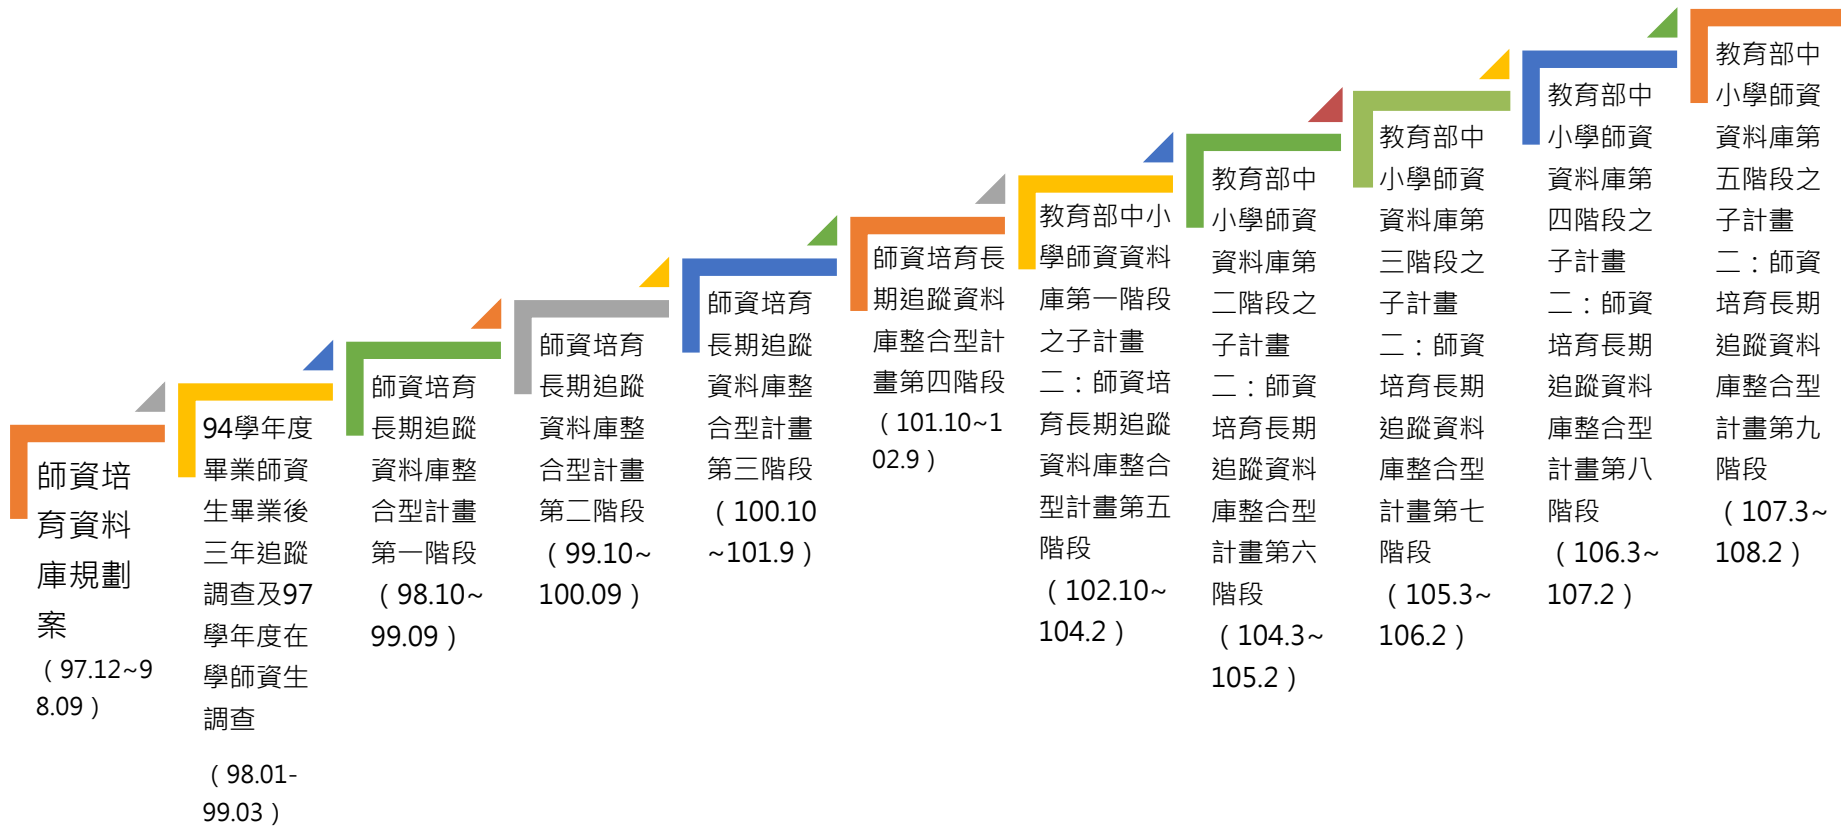 師資培
育資料
庫規劃
案
（97.12~9
8.09）
94學年度
畢業師資
生畢業後
三年追蹤
調查及97
學年度在
學師資生
調查
（98.01-
99.03）
師資培育
長期追蹤
資料庫整
合型計畫
第一階段
（98.10~
99.09）
師資培育
長期追蹤
資料庫整
合型計畫
第二階段
（99.10~
100.09）
師資培育
長期追蹤
資料庫整
合型計畫
第三階段
（100.10
~101.9）
師資培育長
期追蹤資料
庫整合型計
畫第四階段
（101.10~1
02.9）
教育部中小
學師資資料
庫第一階段
之子計畫
二：師資培
育長期追蹤
資料庫整合
型計畫第五
階段
（102.10~
104.2）
教育部中
小學師資
資料庫第
二階段之
子計畫
二：師資
培育長期
追蹤資料
庫整合型
計畫第六
階段
（104.3~
105.2）
教育部中
小學師資
資料庫第
三階段之
子計畫
二：師資
培育長期
追蹤資料
庫整合型
計畫第七
階段
（105.3~
106.2）
教育部中
小學師資
資料庫第
四階段之
子計畫
二：師資
培育長期
追蹤資料
庫整合型
計畫第八
階段
（106.3~
107.2）
教育部中
小學師資
資料庫第
五階段之
子計畫
二：師資
培育長期
追蹤資料
庫整合型
計畫第九
階段
（107.3~
108.2）